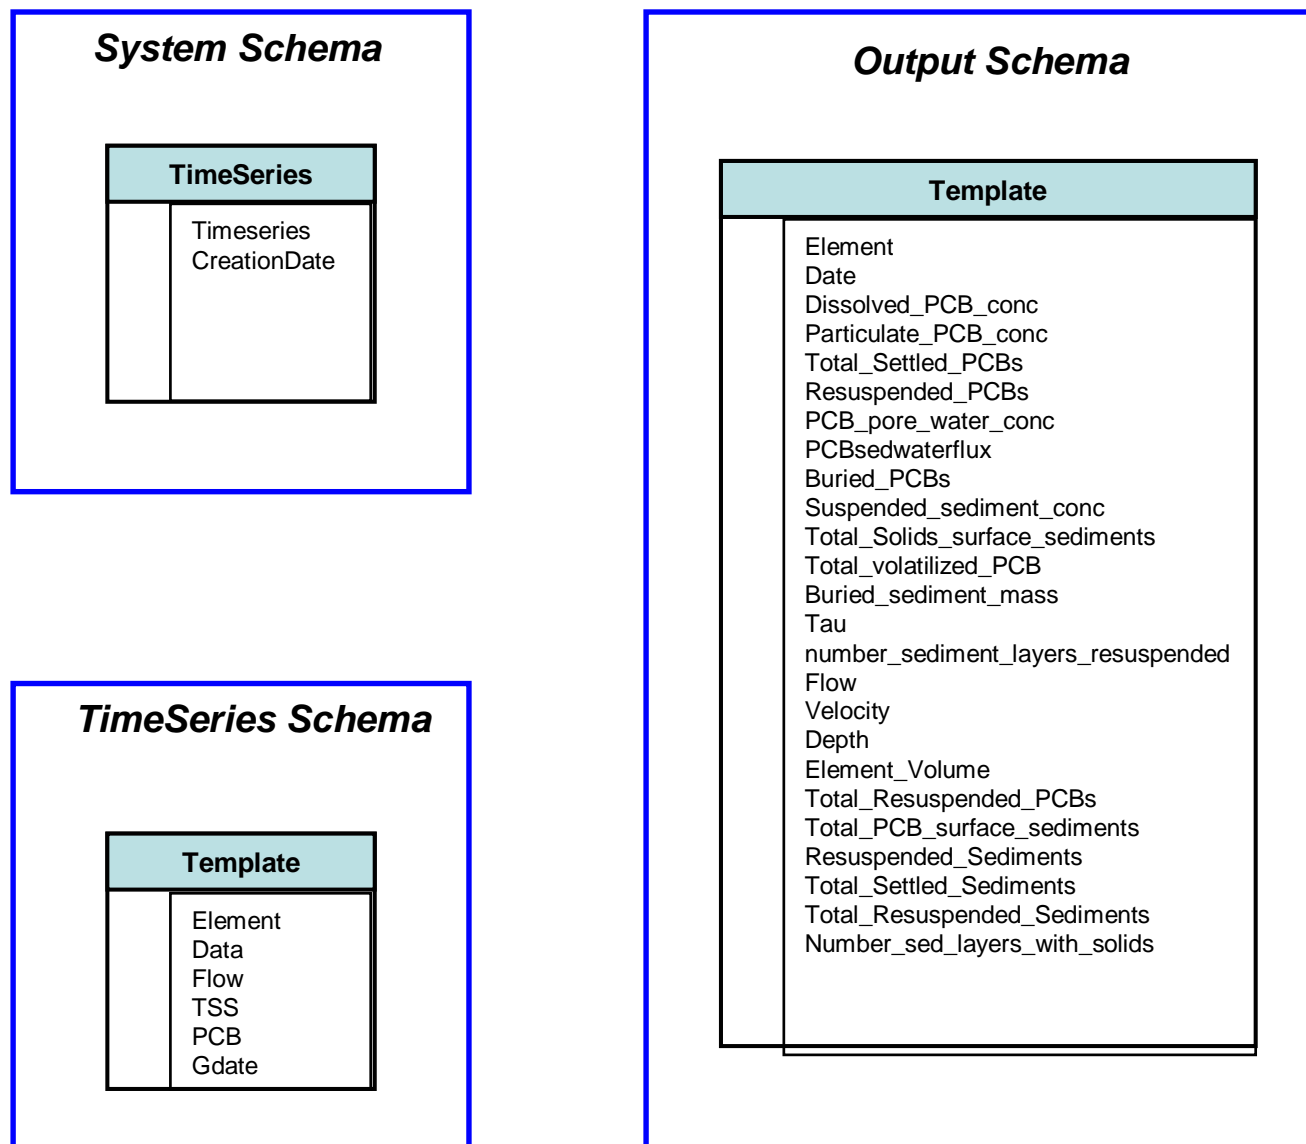 System Schema
TimeSeries
Timeseries
CreationDate
Output Schema
Template
Element
Date
Dissolved_PCB_conc
Particulate_PCB_conc
Total_Settled_PCBs
Resuspended_PCBs
PCB_pore_water_conc
PCBsedwaterflux
Buried_PCBs
Suspended_sediment_conc
Total_Solids_surface_sediments
Total_volatilized_PCB
Buried_sediment_mass
Tau
number_sediment_layers_resuspended
Flow
Velocity
Depth
Element_Volume
Total_Resuspended_PCBs
Total_PCB_surface_sediments
Resuspended_Sediments
Total_Settled_Sediments
Total_Resuspended_Sediments
Number_sed_layers_with_solids
TimeSeries Schema
Template
Element
Data
Flow
TSS
PCB
Gdate